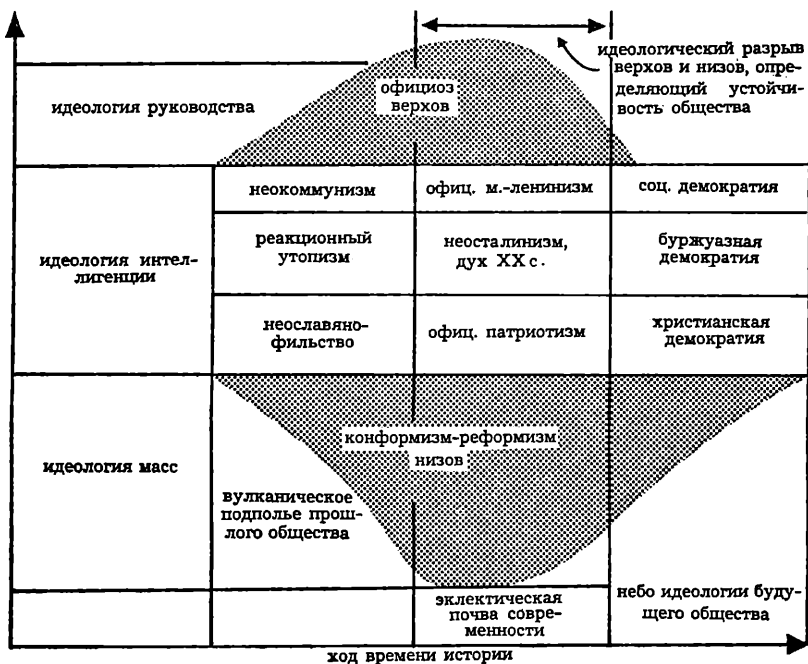 идеологический разрыв
верхов и низов, опре-
деляющий устойчи-
вость общества
идеология руководства
официоз
верхов
идеология интел-
лигенции
неокоммунизм
офиц. м.-ленинизм
соц. демократия
реакционный
утопизм
неосталинизм,
дух XX с.
буржуазная
демократия
неославяно-
фильство
офиц. патриотизм
христианская
демократия
идеология масс
конформизм-реформизм
низов
вулканическое
подполье прош-
лого общества
эклектическая
почва совре-
менности
небо идеологии буду-
щего общества
ход времени истории